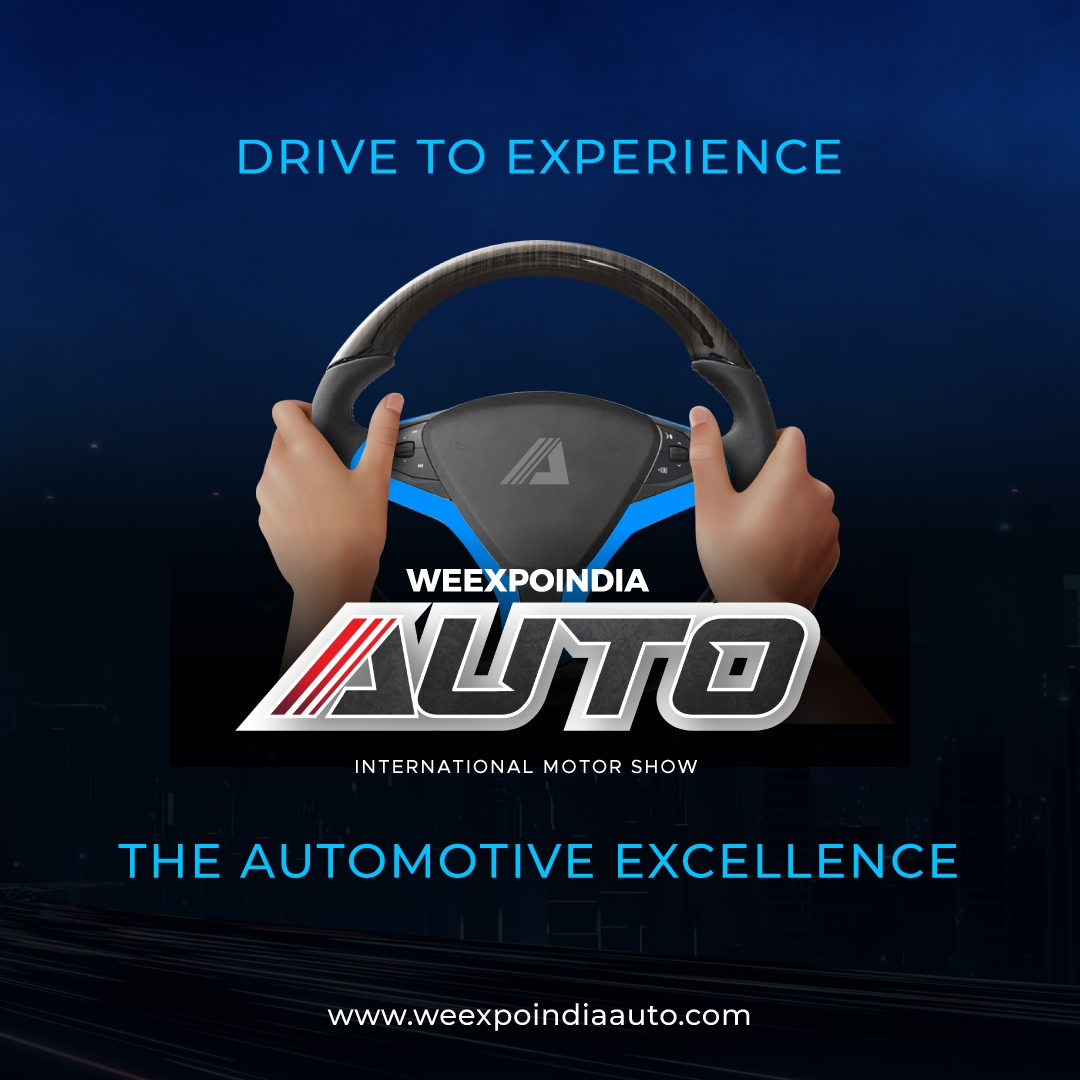 DRIVE TO EXPERIENCE
WEEXPOINDIA
AUTO
INTERNATIONAL MOTOR SHOW
THE AUTOMOTIVE EXCELLENCE
www.weexpoindiaauto.com